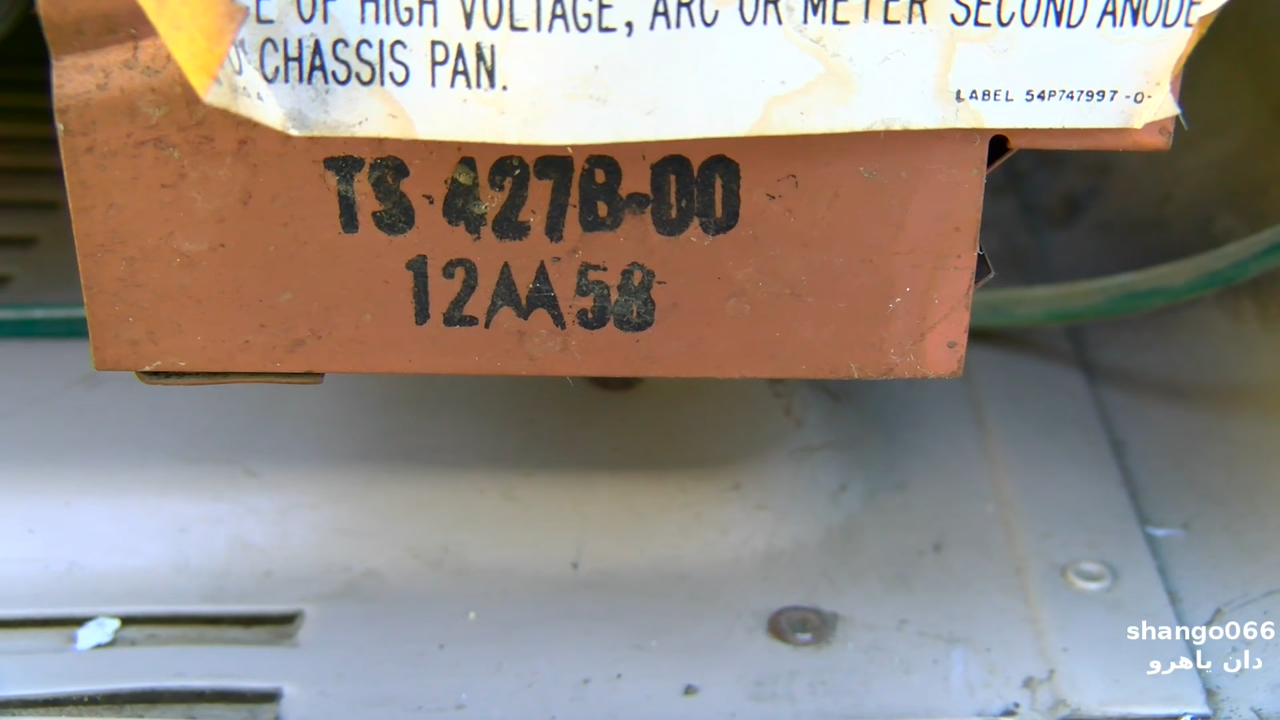 E OF HIGH VOLTAGE, ARC OR METER SECOND ANODE
CHASSIS PAN.
LABEL 54P747997-0-
TS 427B-00
12AA58
shango066
دان یاهرو